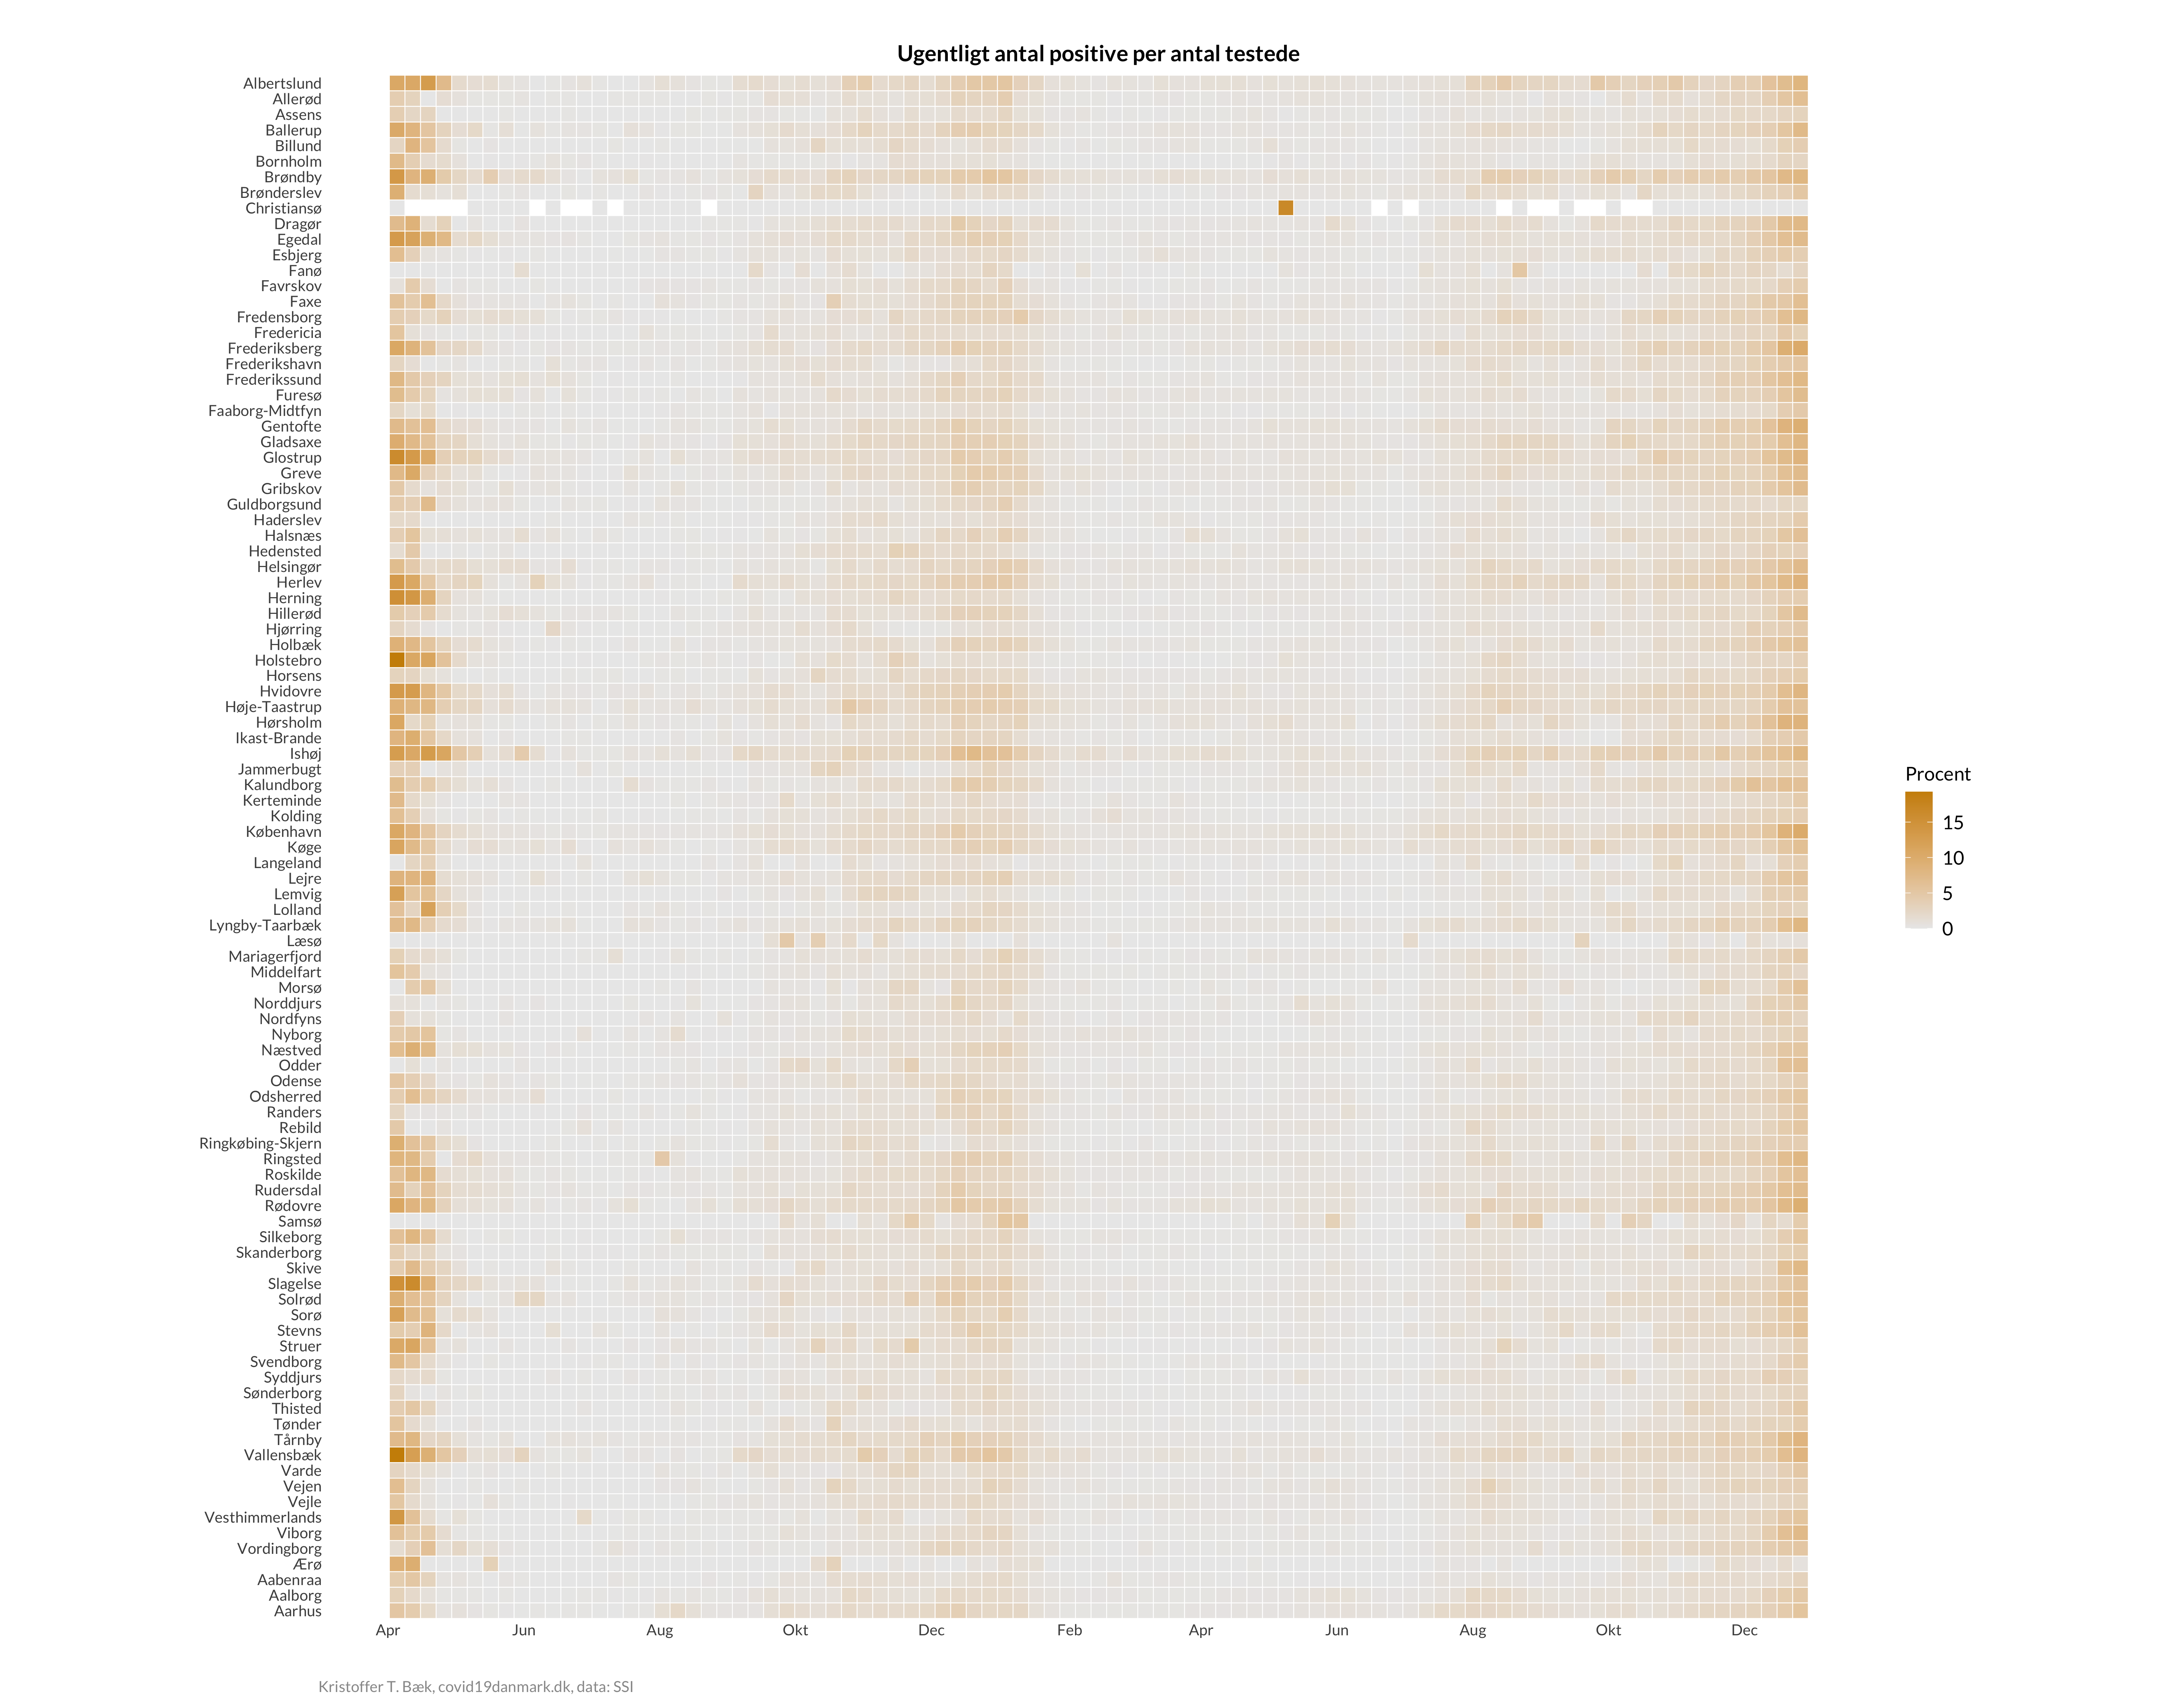 Ugentligt antal positive per antal testede
Albertslund
Allerød
Assens
Ballerup
Billund
Bornholm
Brøndby
Brønderslev
Christiansø
Dragør
Egedal
Esbjerg
Fanø
Favrskov
Faxe
Fredensborg
Fredericia
Frederiksberg
Frederikshavn
Frederikssund
Furesø
Faaborg-Midtfyn
Gentofte
Gladsaxe
Glostrup
Greve
Gribskov
Guldborgsund
Haderslev
Halsnæs
Hedensted
Helsingør
Herlev
Herning
Hillerød
Hjørring
Holbæk
Holstebro
Horsens
Hvidovre
Høje-Taastrup
Hørsholm
Ikast-Brande
Ishøj
Jammerbugt
Kalundborg
Kerteminde
Kolding
København
Køge
Langeland
Lejre
Lemvig
Lolland
Lyngby-Taarbæk
Læsø
Mariagerfjord
Middelfart
Morsø
Norddjurs
Nordfyns
Nyborg
Næstved
Odder
Odense
Odsherred
Randers
Rebild
Ringkøbing-Skjern
Ringsted
Roskilde
Rudersdal
Rødovre
Samsø
Silkeborg
Skanderborg
Skive
Slagelse
Solrød
Sorø
Stevns
Struer
Svendborg
Syddjurs
Sønderborg
Thisted
Tønder
Tårnby
Vallensbæk
Varde
Vejen
Vejle
Vesthimmerlands
Viborg
Vordingborg
Ærø
Aabenraa
Aalborg
Aarhus
Apr Jun Aug Okt Dec Feb Apr Jun Aug Okt Dec
Procent
15
10
5
0
Kristoffer T. Bæk, covid19danmark.dk, data: SSI